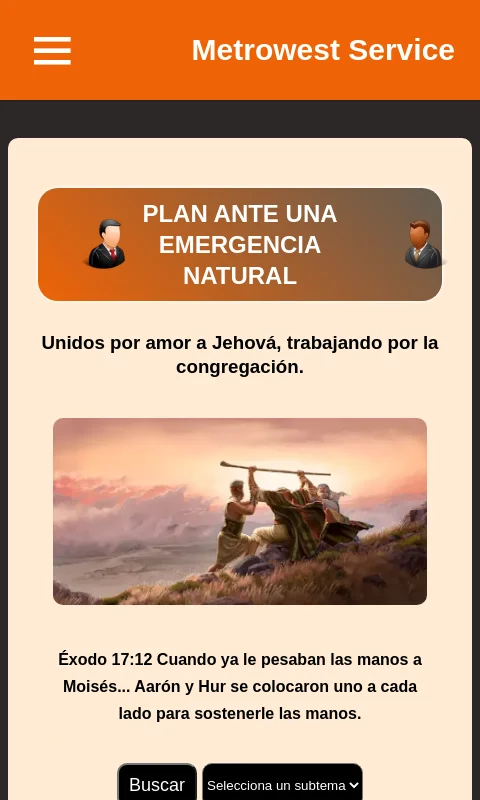 Metrowest Service
PLAN ANTE UNA
EMERGENCIA
NATURAL
Unidos por amor a Jehová, trabajando por la
congregación.
Éxodo 17:12 Cuando ya le pesaban las manos a
Moisés... Aarón y Hur se colocaron uno a cada
lado para sostenerle las manos.
Buscar Selecciona un subtema